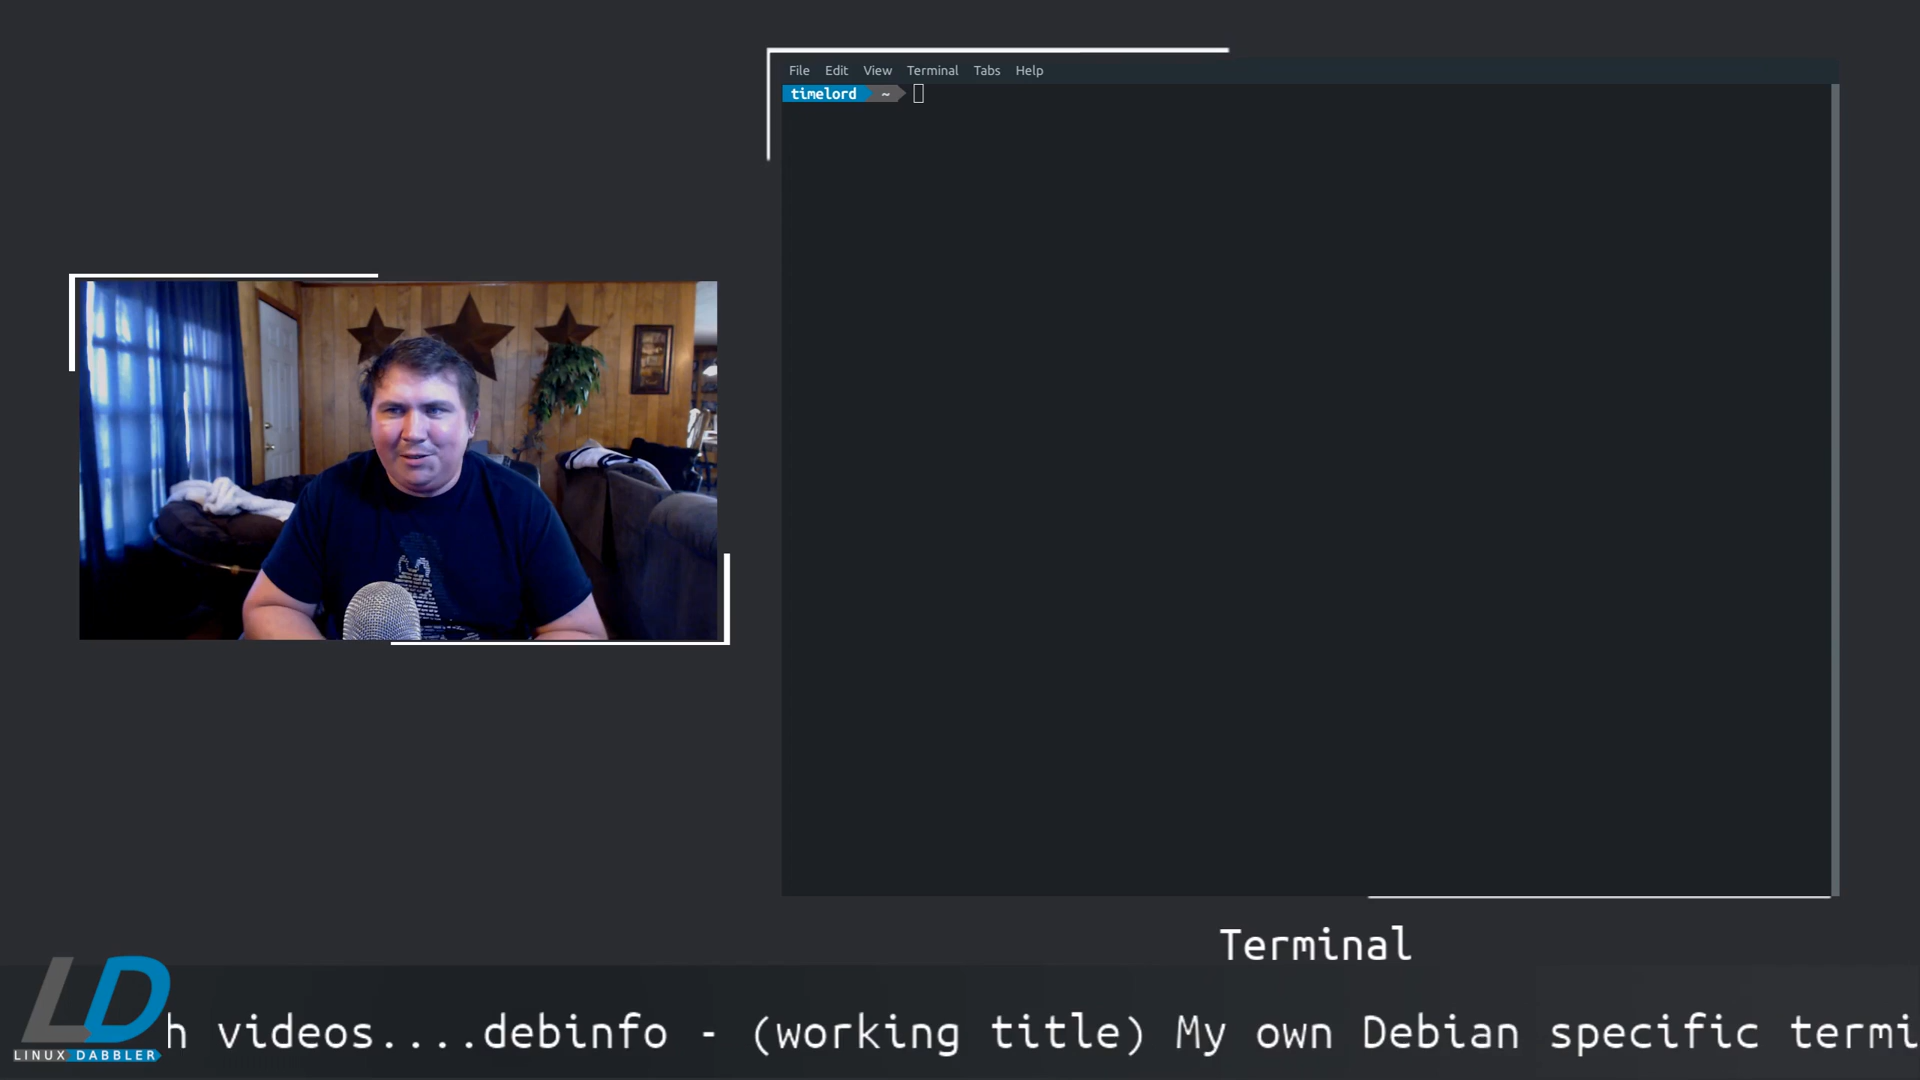 File Edit View Terminal Tabs Help
timelord ~
Terminal
LD
LINUX DABBLER
h videos....debinfo - (working title) My own Debian specific termi